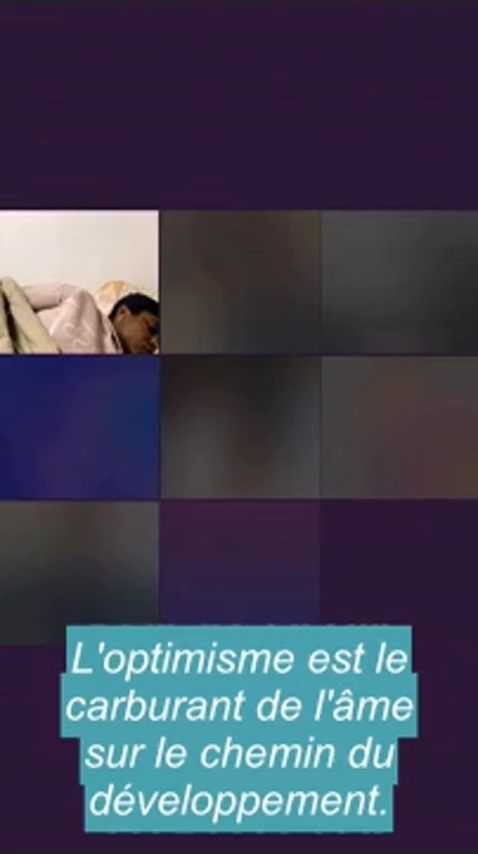 L'optimisme est le
carburant de l'âme
sur le chemin du
développement.